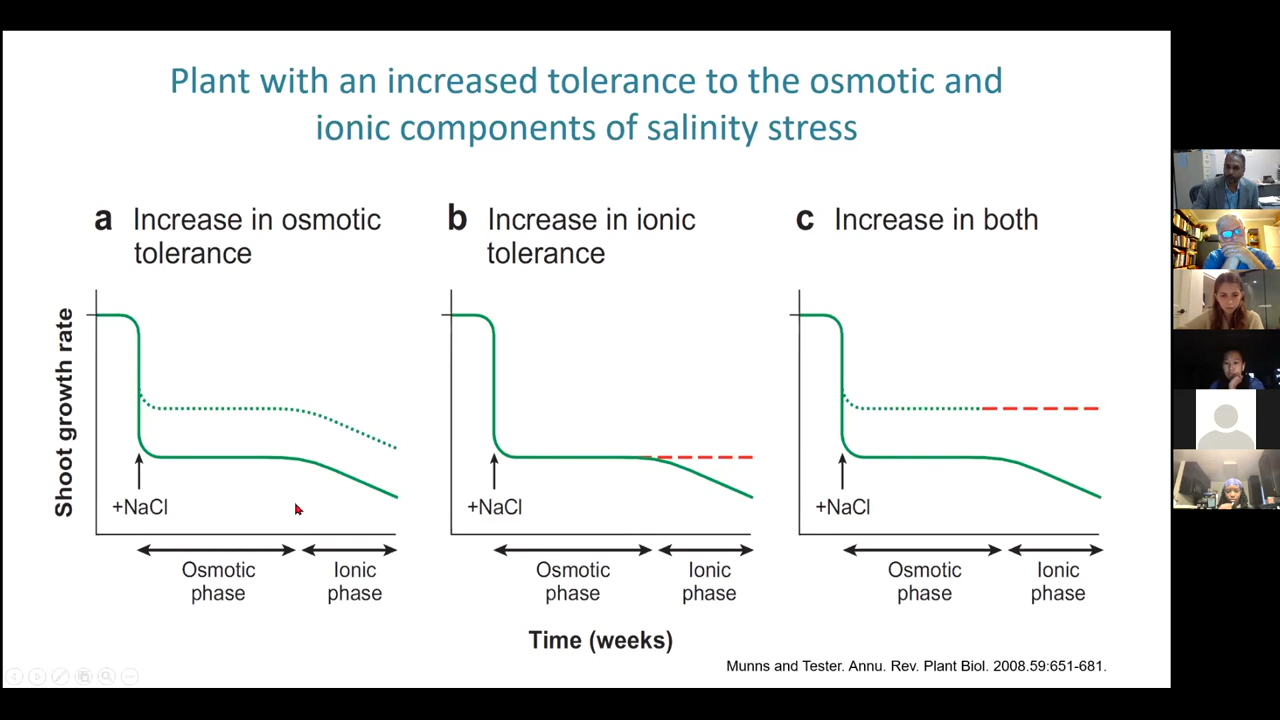 Plant with an increased tolerance to the osmotic and
ionic components of salinity stress
a Increase in osmotic
tolerance
b Increase in ionic
tolerance
c Increase in both
Shoot growth rate
+NaCl
+NaCl
+NaCl
Osmotic
phase
Ionic
phase
Osmotic
phase
Ionic
phase
Osmotic
phase
Ionic
phase
Time (weeks)
Munns and Tester. Annu. Rev. Plant Biol. 2008.59:651-681.